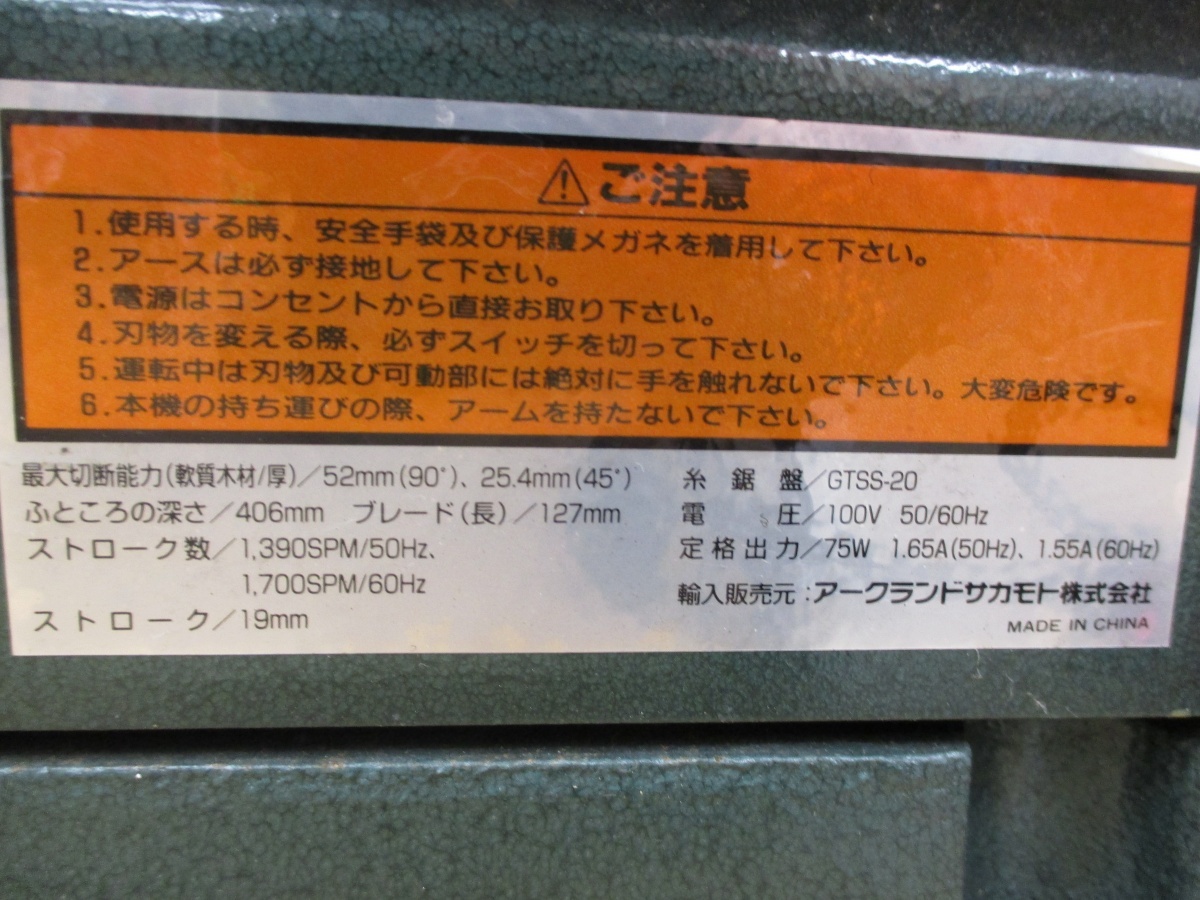 ⚠ご注意
1.使用する時、安全手袋及び保護メガネを着用して下さい。
2.アースは必ず接地して下さい。
3.電源はコンセントから直接お取り下さい。
4.刃物を変える際、必ずスイッチを切って下さい。
5.運転中は刃物及び可動部には絶対に手を触れないで下さい。大変危険です。
6.本機の持ち運びの際、アームを持たないで下さい。
最大切断能力(軟質木材/厚)/52mm(90°)、25.4mm(45°)
ふところの深さ/406mm ブレード(長)/127mm
ストローク数/1,390SPM/50Hz、
1,700SPM/60Hz
ストローク/19mm
糸鋸盤/GTSS-20
電圧/100V 50/60Hz
定格出力/75W 1.65A(50Hz)、1.55A(60Hz)
輸入販売元:アークランドサカモト株式会社
MADE IN CHINA